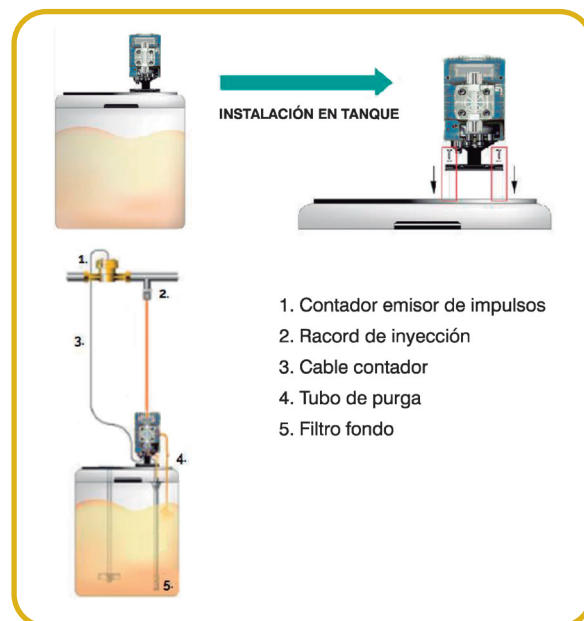 INSTALACIÓN EN TANQUE
1.
2.
3.
4.
5.
1. Contador emisor de impulsos
2. Racord de inyección
3. Cable contador
4. Tubo de purga
5. Filtro fondo